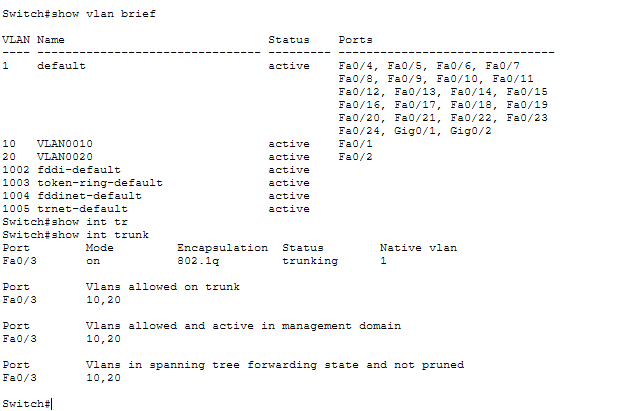 Switch#show vlan brief
VLAN Name                             Status    Ports
---- -------------------------------- --------- -------------------------------
1    default                          active    Fa0/4, Fa0/5, Fa0/6, Fa0/7
                                                Fa0/8, Fa0/9, Fa0/10, Fa0/11
                                                Fa0/12, Fa0/13, Fa0/14, Fa0/15
                                                Fa0/16, Fa0/17, Fa0/18, Fa0/19
                                                Fa0/20, Fa0/21, Fa0/22, Fa0/23
                                                Fa0/24, Gig0/1, Gig0/2
10   VLAN0010                         active    Fa0/1
20   VLAN0020                         active    Fa0/2
1002 fddi-default                     active
1003 token-ring-default               active
1004 fddinet-default                  active
1005 trnet-default                    active
Switch#show int tr
Switch#show int trunk
Port        Mode         Encapsulation  Status        Native vlan
Fa0/3       on           802.1q         trunking      1
Port        Vlans allowed on trunk
Fa0/3       10,20
Port        Vlans allowed and active in management domain
Fa0/3       10,20
Port        Vlans in spanning tree forwarding state and not pruned
Fa0/3       10,20
Switch#